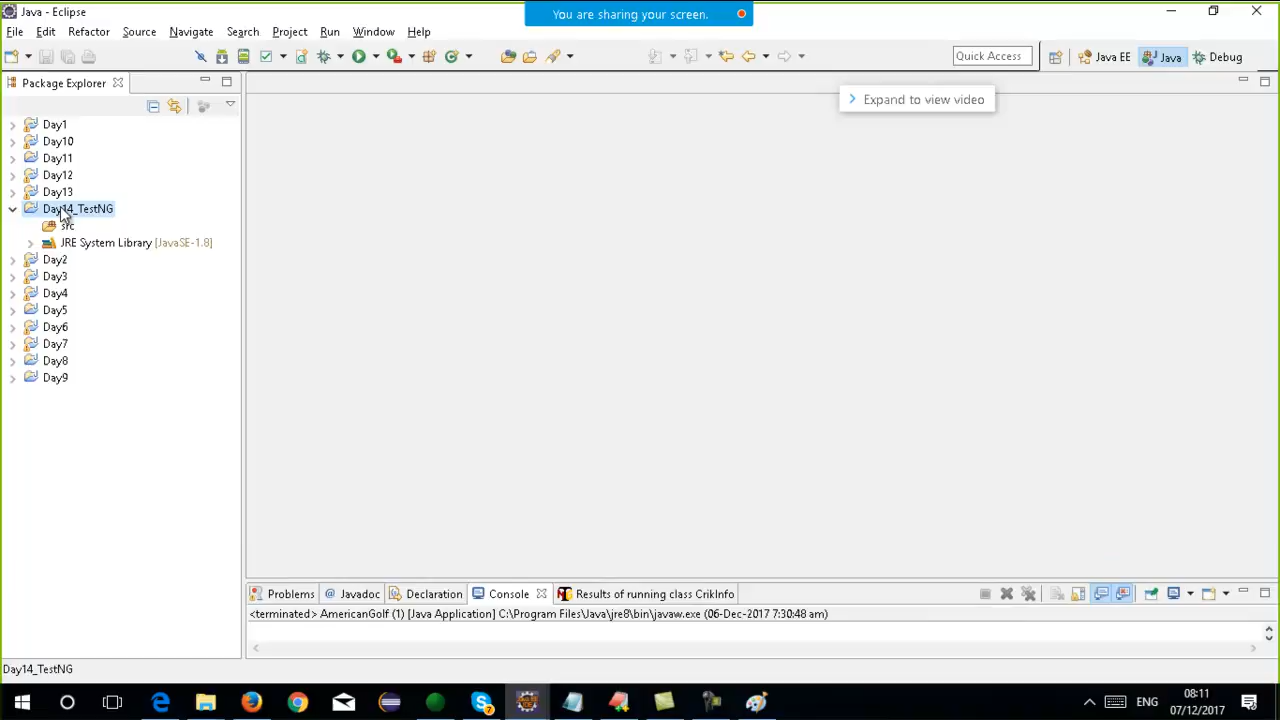 Java - Eclipse
You are sharing your screen.
File Edit Refactor Source Navigate Search Project Run Window Help
Quick Access
Java EE
Java
Debug
Package Explorer
Expand to view video
Day1
Day10
Day11
Day12
Day13
Day14_TestNG
src
JRE System Library [JavaSE-1.8]
Day2
Day3
Day4
Day5
Day6
Day7
Day8
Day9
Problems @ Javadoc Declaration Console Results of running class CrikInfo
<terminated> AmericanGolf (1) [Java Application] C:\Program Files\Java\jre8\bin\javaw.exe (06-Dec-2017 7:30:48 am)
Day14_TestNG
ENG
08:11
07/12/2017